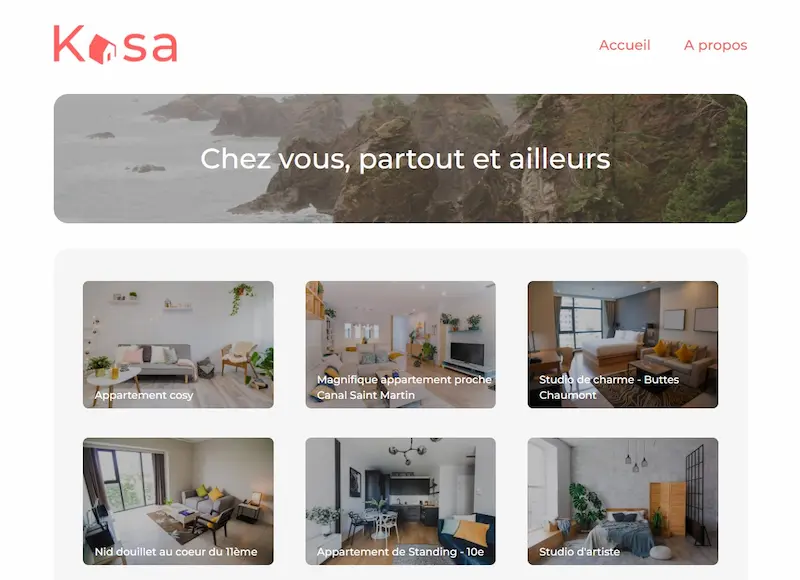 Kasa
Accueil
A propos
Chez vous, partout et ailleurs
Appartement cosy
Magnifique appartement proche
Canal Saint Martin
Studio de charme - Buttes
Chaumont
Nid douillet au coeur du 11ème
Appartement de Standing - 10e
Studio d'artiste